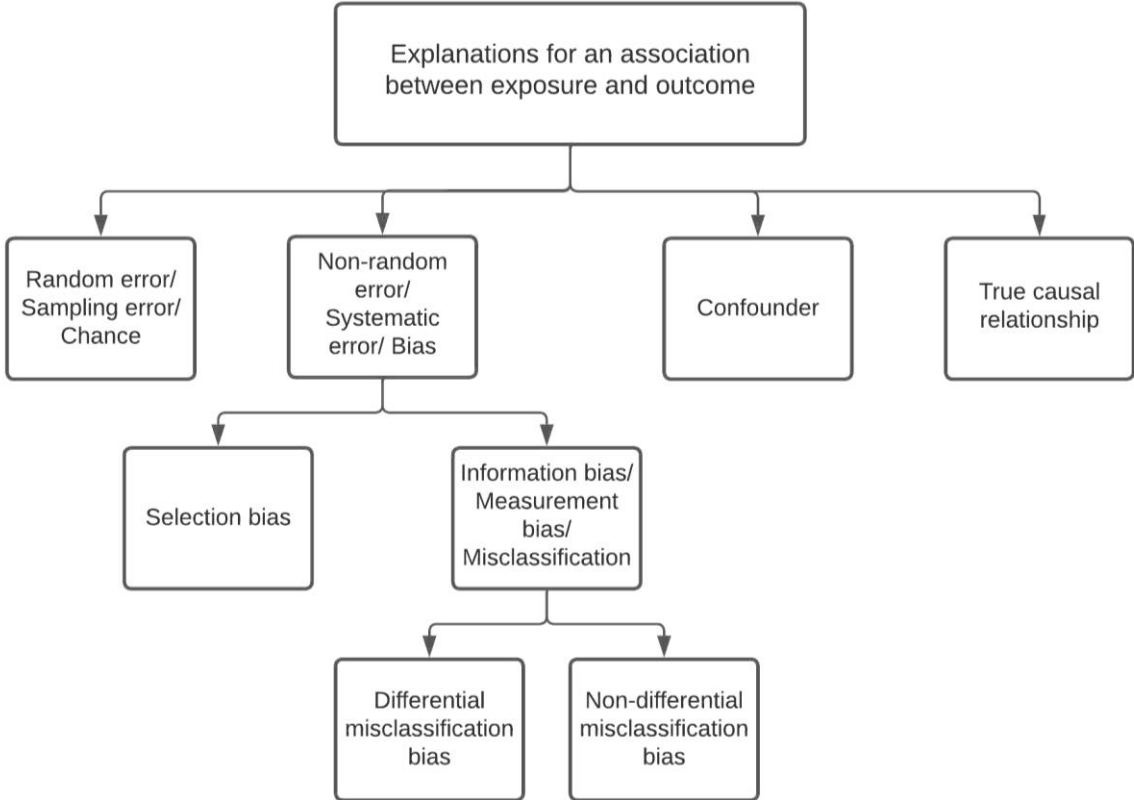 Explanations for an association
between exposure and outcome
Random error/
Sampling error/
Chance
Non-random
error/
Systematic
error/ Bias
Confounder
True causal
relationship
Selection bias
Information bias/
Measurement
bias/
Misclassification
Differential
misclassification
bias
Non-differential
misclassification
bias